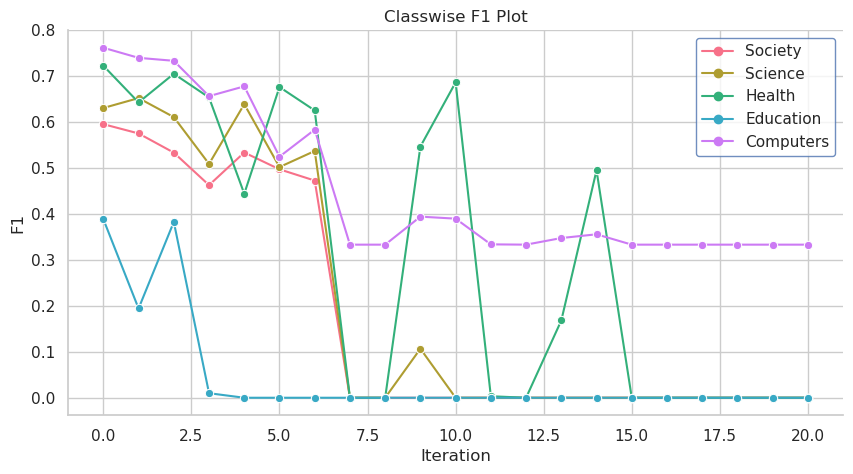 Classwise F1 Plot
0.8
0.7
0.6
0.5
0.4
0.3
0.2
0.1
0.0
F1
Society
Science
Health
Education
Computers
0.0 2.5 5.0 7.5 10.0 12.5 15.0 17.5 20.0
Iteration